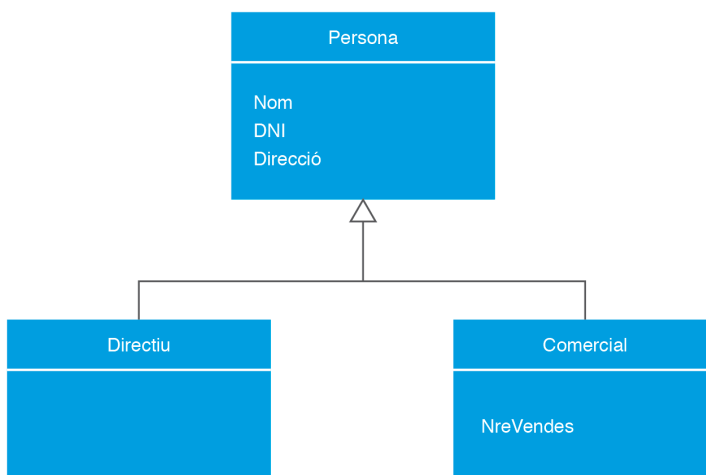 Persona
Nom
DNI
Direcció
Directiu
Comercial
NreVendes